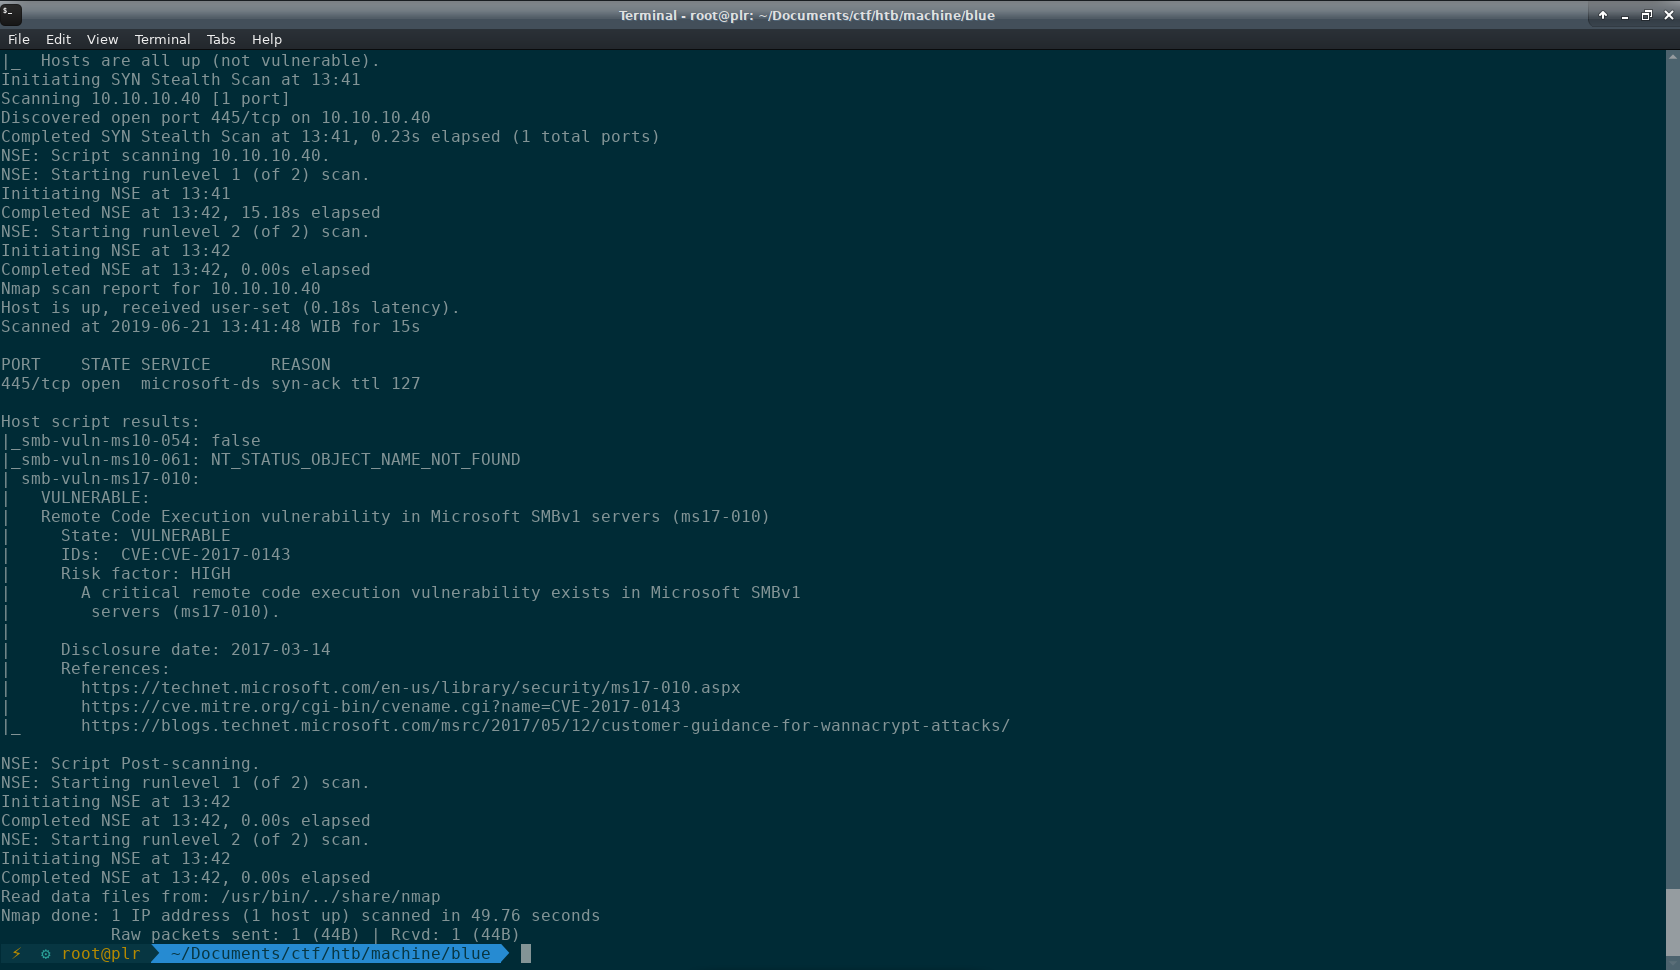 Terminal - root@plr: ~/Documents/ctf/htb/machine/blue
File Edit View Terminal Tabs Help
|_  Hosts are all up (not vulnerable).
Initiating SYN Stealth Scan at 13:41
Scanning 10.10.10.40 [1 port]
Discovered open port 445/tcp on 10.10.10.40
Completed SYN Stealth Scan at 13:41, 0.23s elapsed (1 total ports)
NSE: Script scanning 10.10.10.40.
NSE: Starting runlevel 1 (of 2) scan.
Initiating NSE at 13:41
Completed NSE at 13:42, 15.18s elapsed
NSE: Starting runlevel 2 (of 2) scan.
Initiating NSE at 13:42
Completed NSE at 13:42, 0.00s elapsed
Nmap scan report for 10.10.10.40
Host is up, received user-set (0.18s latency).
Scanned at 2019-06-21 13:41:48 WIB for 15s

PORT    STATE SERVICE      REASON
445/tcp open  microsoft-ds syn-ack ttl 127

Host script results:
|_smb-vuln-ms10-054: false
|_smb-vuln-ms10-061: NT_STATUS_OBJECT_NAME_NOT_FOUND
| smb-vuln-ms17-010:
|   VULNERABLE:
|   Remote Code Execution vulnerability in Microsoft SMBv1 servers (ms17-010)
|     State: VULNERABLE
|     IDs:  CVE:CVE-2017-0143
|     Risk factor: HIGH
|       A critical remote code execution vulnerability exists in Microsoft SMBv1
|        servers (ms17-010).
|
|     Disclosure date: 2017-03-14
|     References:
|       https://technet.microsoft.com/en-us/library/security/ms17-010.aspx
|       https://cve.mitre.org/cgi-bin/cvename.cgi?name=CVE-2017-0143
|_      https://blogs.technet.microsoft.com/msrc/2017/05/12/customer-guidance-for-wannacrypt-attacks/

NSE: Script Post-scanning.
NSE: Starting runlevel 1 (of 2) scan.
Initiating NSE at 13:42
Completed NSE at 13:42, 0.00s elapsed
NSE: Starting runlevel 2 (of 2) scan.
Initiating NSE at 13:42
Completed NSE at 13:42, 0.00s elapsed
Read data files from: /usr/bin/../share/nmap
Nmap done: 1 IP address (1 host up) scanned in 49.76 seconds
           Raw packets sent: 1 (44B) | Rcvd: 1 (44B)
⚡ ⚙ root@plr ~/Documents/ctf/htb/machine/blue